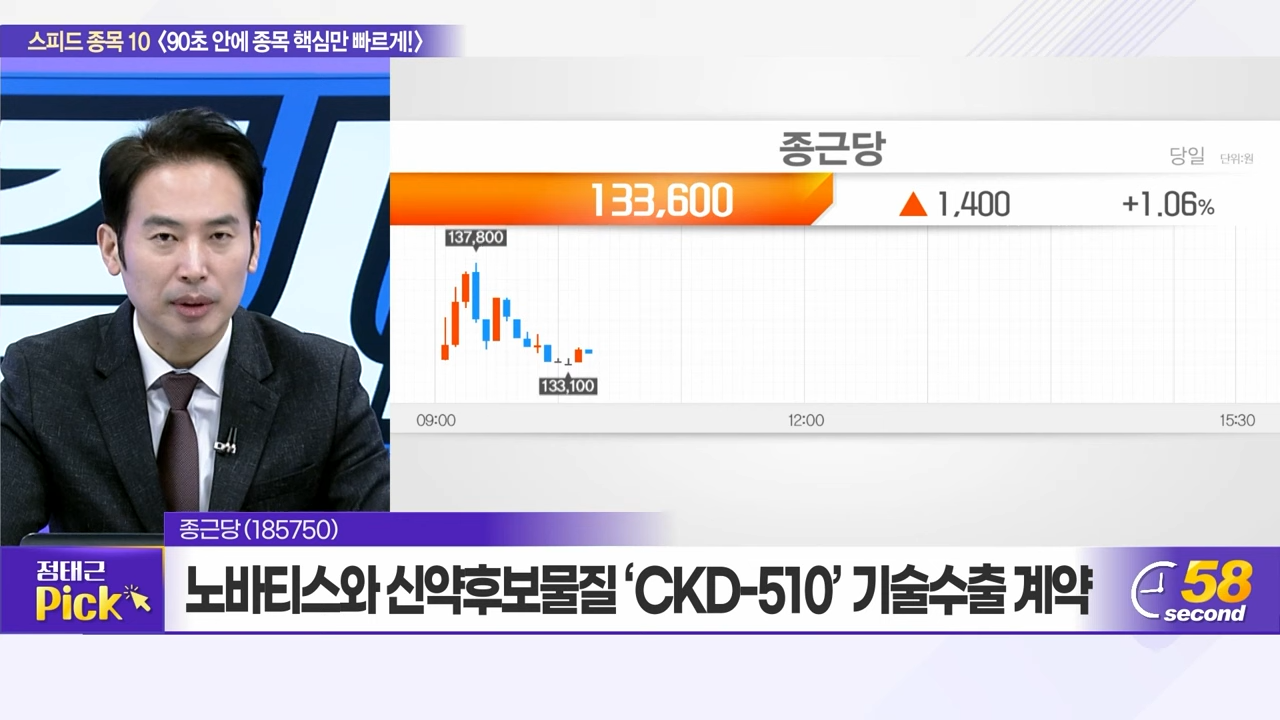 스피드 종목 10 〈90초 안에 종목 핵심만 빠르게!〉
종근당
당일 단위:원
133,600 ▲ 1,400 +1.06%
137,800
133,100
09:00 12:00 15:30
종근당(185750)
점태근
Pick
노바티스와 신약후보물질 ‘CKD-510’ 기술수출 계약
58
second